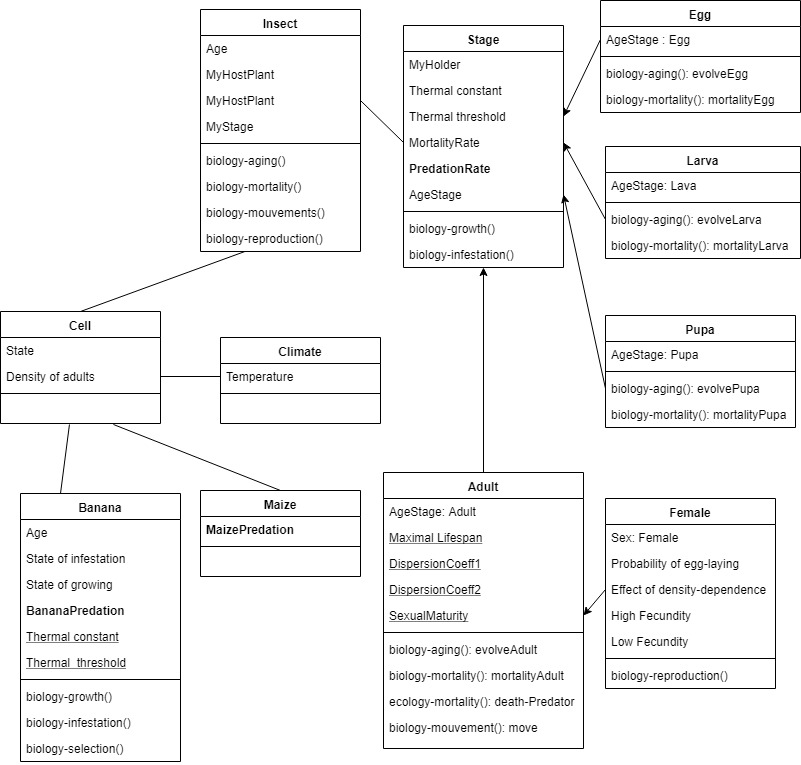 Insect
Age
MyHostPlant
MyHostPlant
MyStage
biology-aging()
biology-mortality()
biology-mouvements()
biology-reproduction()
Stage
MyHolder
Thermal constant
Thermal threshold
MortalityRate
PredationRate
AgeStage
biology-growth()
biology-infestation()
Egg
AgeStage : Egg
biology-aging(): evolveEgg
biology-mortality(): mortalityEgg
Larva
AgeStage: Lava
biology-aging(): evolveLarva
biology-mortality(): mortalityLarva
Pupa
AgeStage: Pupa
biology-aging(): evolvePupa
biology-mortality(): mortalityPupa
Cell
State
Density of adults
Climate
Temperature
Banana
Age
State of infestation
State of growing
BananaPredation
Thermal constant
Thermal threshold
biology-growth()
biology-infestation()
biology-selection()
Maize
MaizePredation
Adult
AgeStage: Adult
Maximal Lifespan
DispersionCoeff1
DispersionCoeff2
SexualMaturity
biology-aging(): evolveAdult
biology-mortality(): mortalityAdult
ecology-mortality(): death-Predator
biology-mouvement(): move
Female
Sex: Female
Probability of egg-laying
Effect of density-dependence
High Fecundity
Low Fecundity
biology-reproduction()